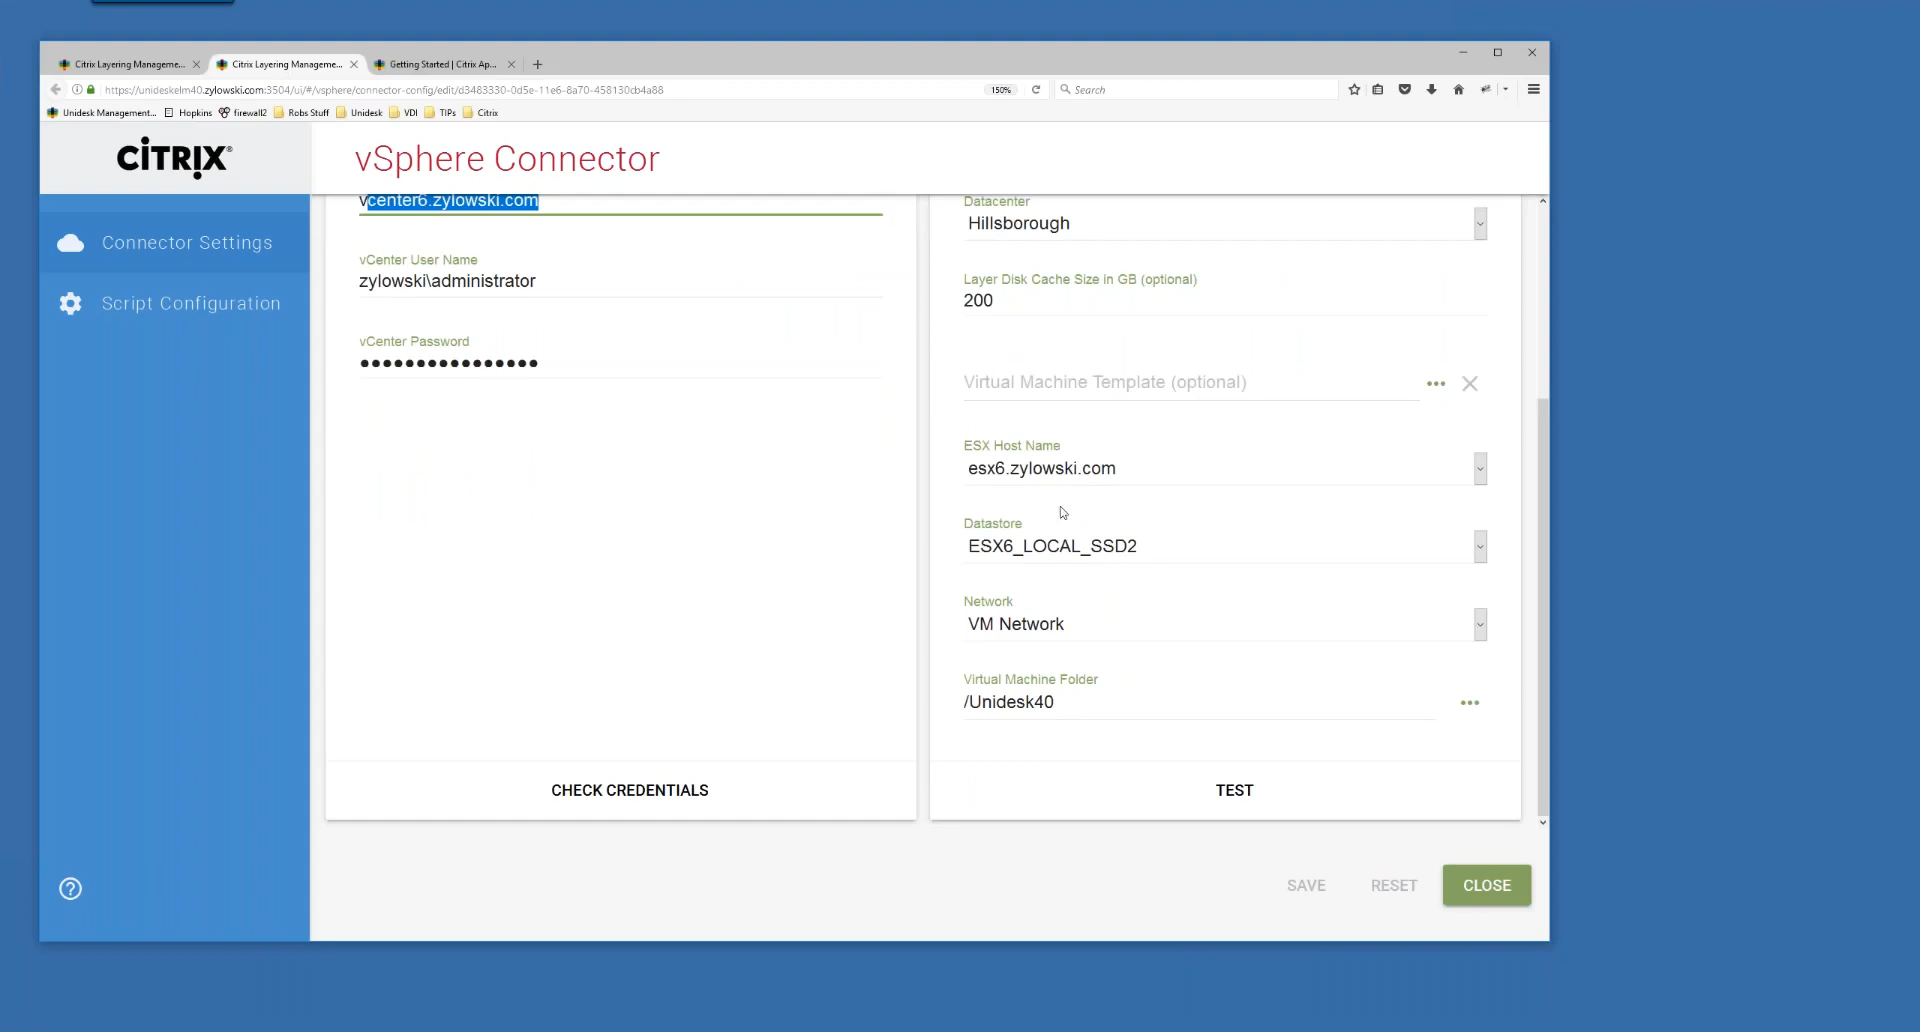 Citrix Layering Manageme...
Citrix Layering Manageme...
Getting Started | Citrix Ap...
https://unideskelm40.zylowski.com:3504/ui/#/vsphere/connector-config/edit/d3483330-0d5e-11e6-8a70-458130cb4a88
150%
Search
Unidesk Management...
Hopkins
firewall2
Robs Stuff
Unidesk
VDI
TIPs
Citrix
CİTRIX®
vSphere Connector
Connector Settings
Script Configuration
vcenter6.zylowski.com
vCenter User Name
zylowski\administrator
vCenter Password
•••••••••••••••
CHECK CREDENTIALS
Datacenter
Hillsborough
Layer Disk Cache Size in GB (optional)
200
Virtual Machine Template (optional)
ESX Host Name
esx6.zylowski.com
Datastore
ESX6_LOCAL_SSD2
Network
VM Network
Virtual Machine Folder
/Unidesk40
TEST
SAVE
RESET
CLOSE